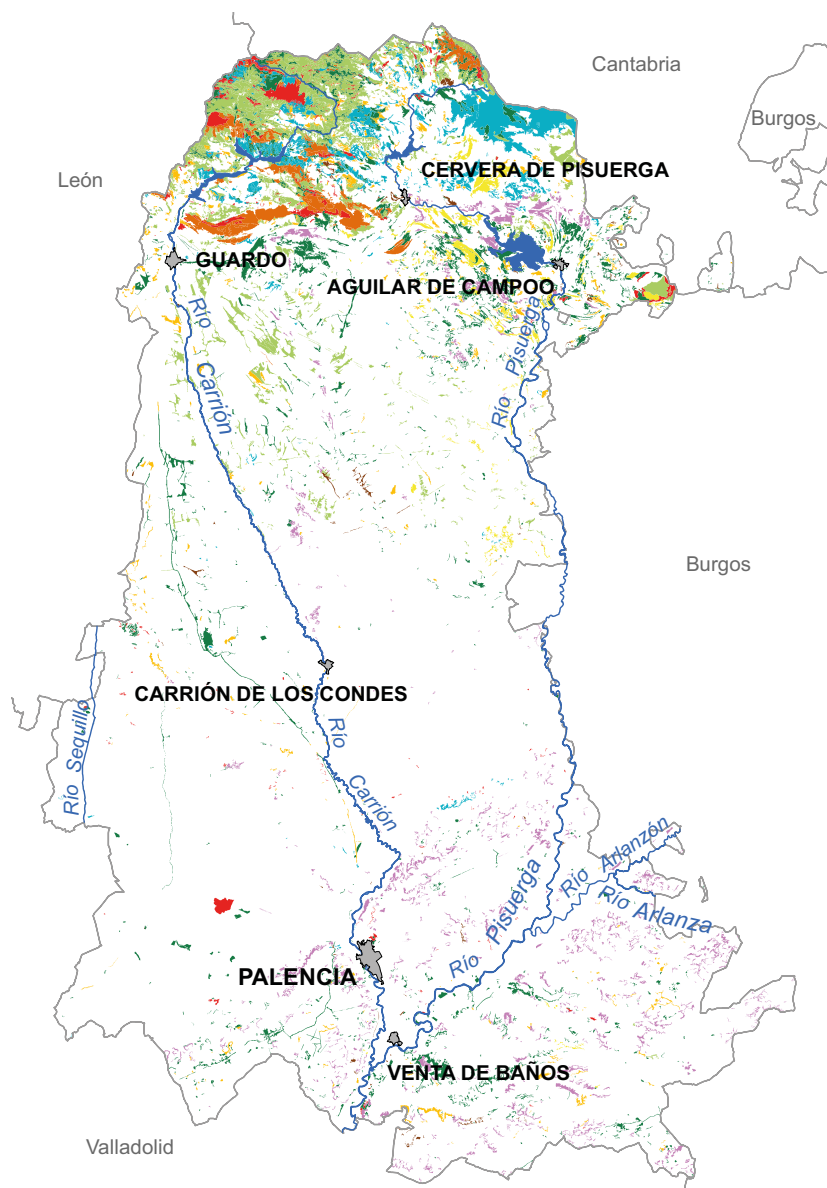 Cantabria
Burgos
León
CERVERA DE PISUERGA
GUARDO
AGUILAR DE CAMPOO
Río
Carrión
Río Pisuerga
Burgos
CARRIÓN DE LOS CONDES
Río Sequillo
Río
Carrión
Río Arlanzón
Río Arlanza
Río Pisuerga
PALENCIA
VENTA DE BAÑOS
Valladolid